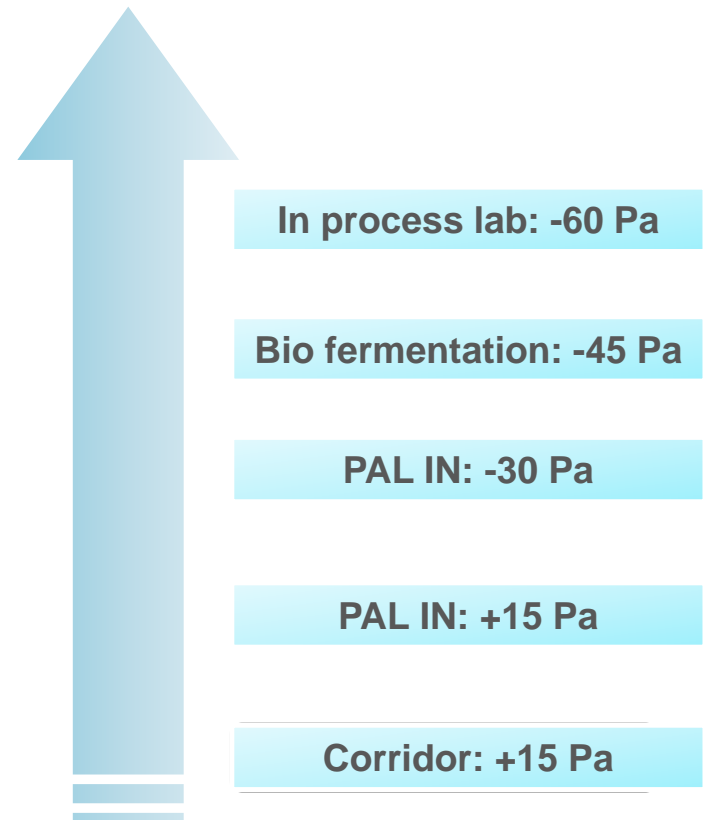 In process lab: -60 Pa
Bio fermentation: -45 Pa
PAL IN: -30 Pa
PAL IN: +15 Pa
Corridor: +15 Pa